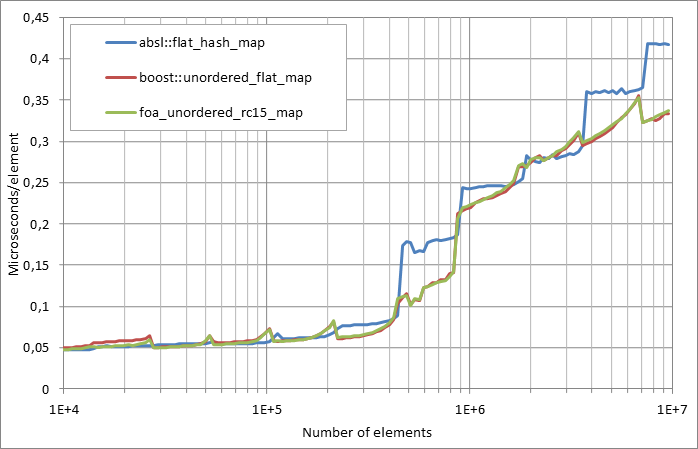 0,45
0,4
0,35
0,3
0,25
0,2
0,15
0,1
0,05
0
Microseconds/element
absl::flat_hash_map
boost::unordered_flat_map
foa_unordered_rc15_map
1E+4 1E+5 1E+6 1E+7
Number of elements